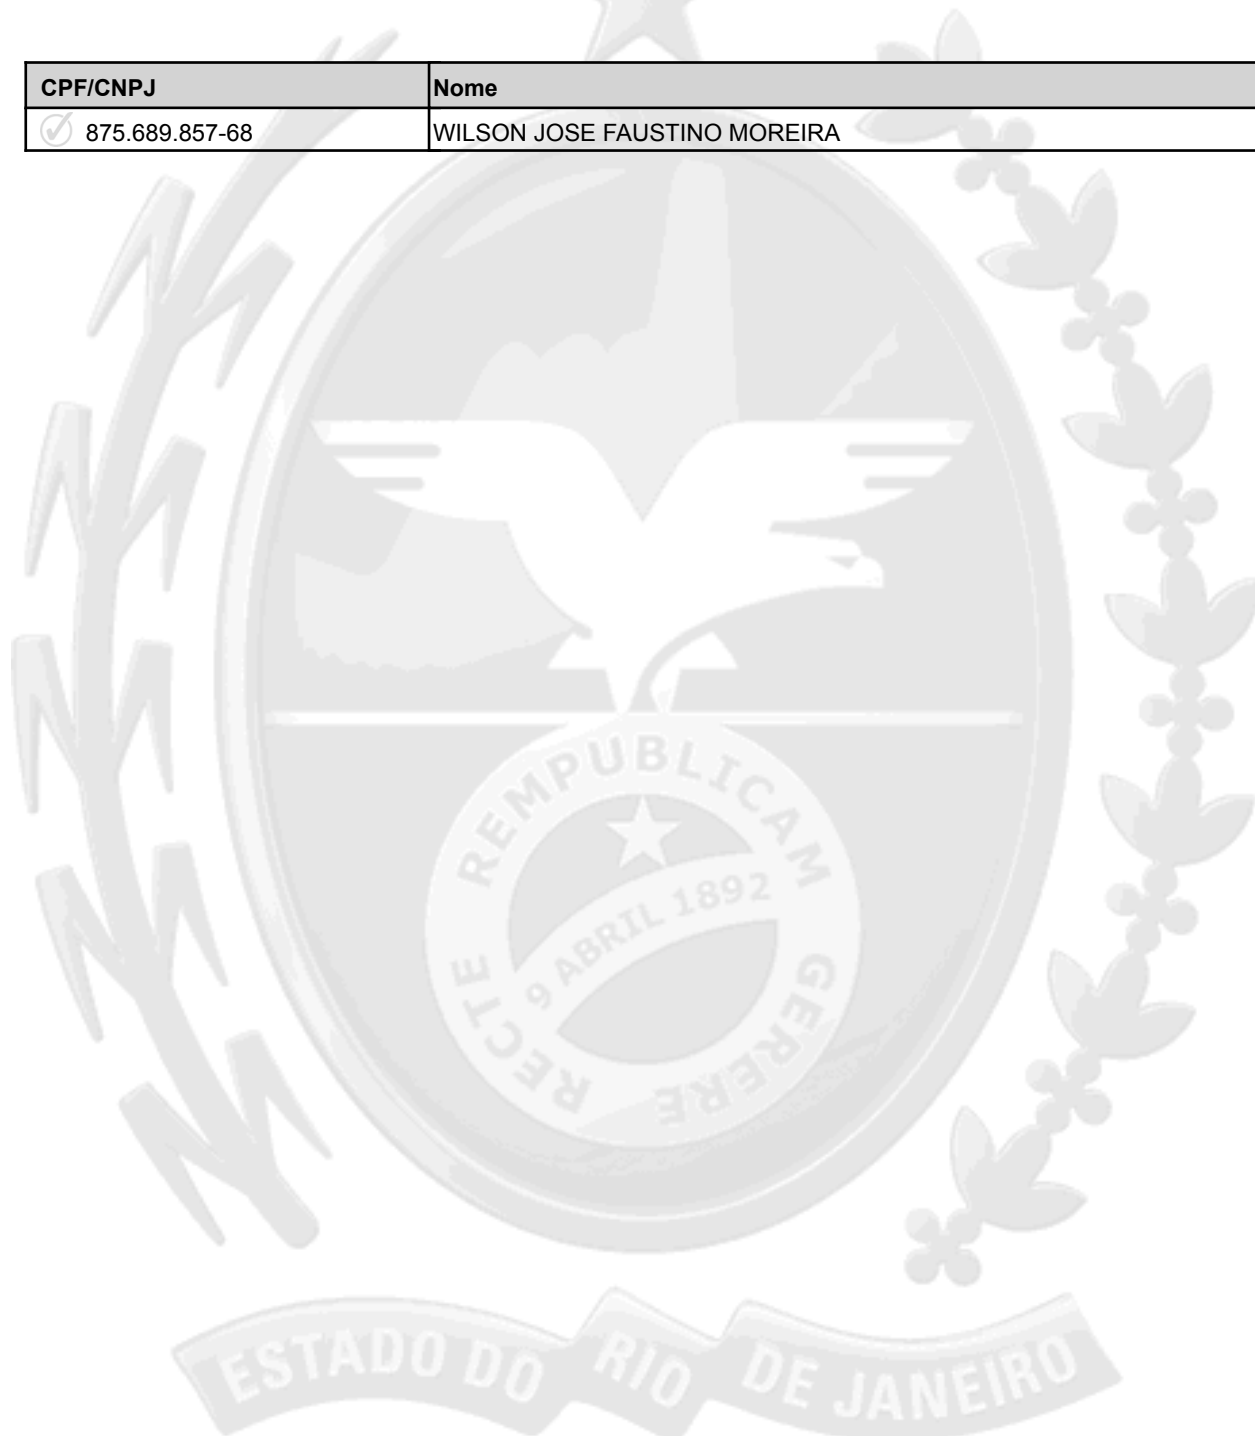 CPF/CNPJ Nome
875.689.857-68 WILSON JOSE FAUSTINO MOREIRA
REMPUBLICAM
9 ABRIL 1892
RECTE GERERE
ESTADO DO RIO DE JANEIRO